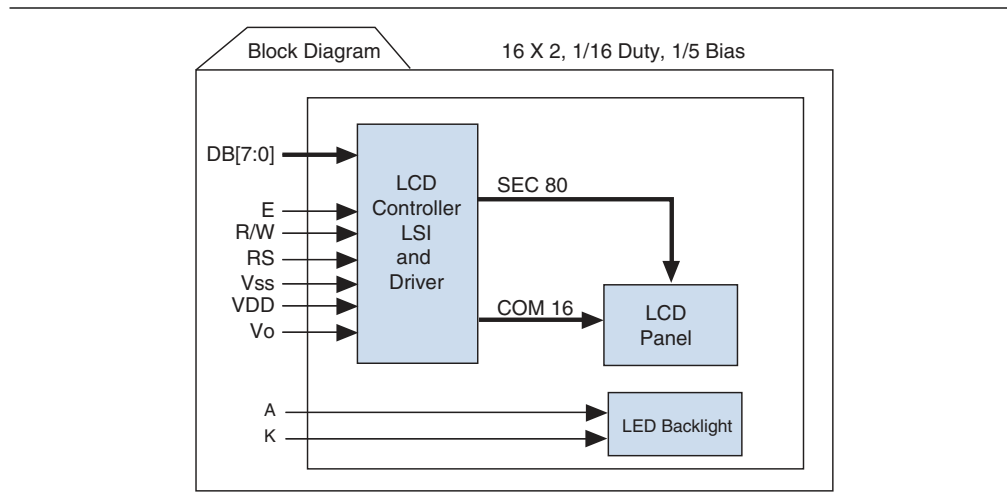 Block Diagram
16 X 2, 1/16 Duty, 1/5 Bias
DB[7:0]
E
R/W
RS
Vss
VDD
Vo
LCD
Controller
LSI
and
Driver
SEC 80
COM 16
LCD
Panel
A
K
LED Backlight